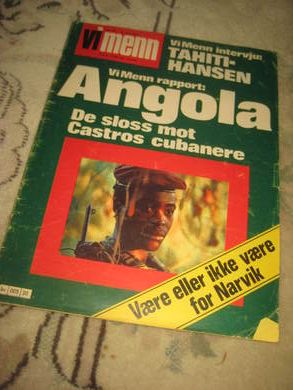 Vi menn
Vi Menn intervju:
TAHITI-
HANSEN
Vi Menn rapport:
Angola
De sloss mot
Castros cubanere
Være eller ikke være
for Narvik